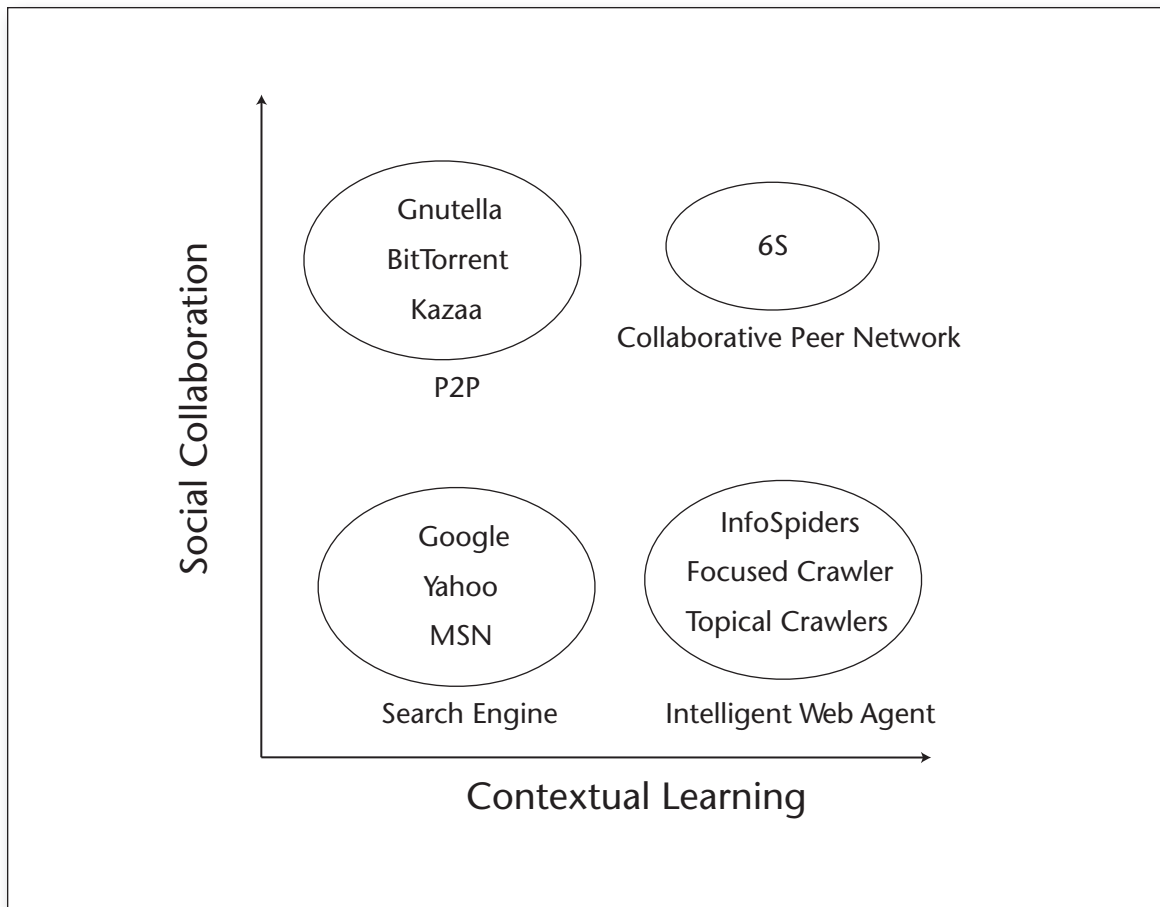 Social Collaboration
Gnutella
BitTorrent
Kazaa
P2P
6S
Collaborative Peer Network
Google
Yahoo
MSN
Search Engine
InfoSpiders
Focused Crawler
Topical Crawlers
Intelligent Web Agent
Contextual Learning